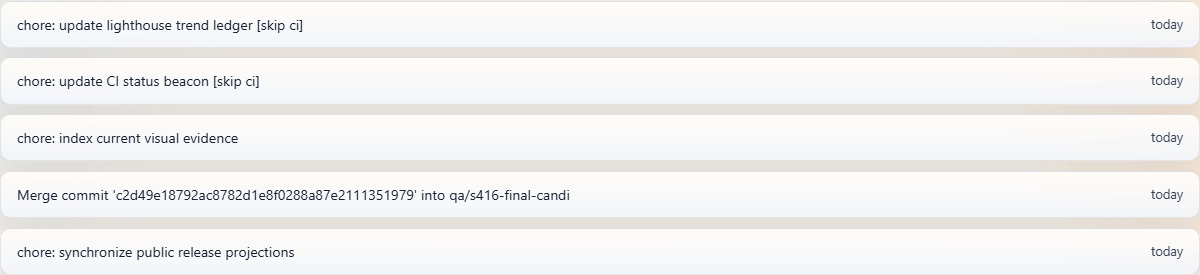 chore: update lighthouse trend ledger [skip ci] today
chore: update CI status beacon [skip ci] today
chore: index current visual evidence today
Merge commit 'c2d49e18792ac8782d1e8f0288a87e2111351979' into qa/s416-final-candi today
chore: synchronize public release projections today